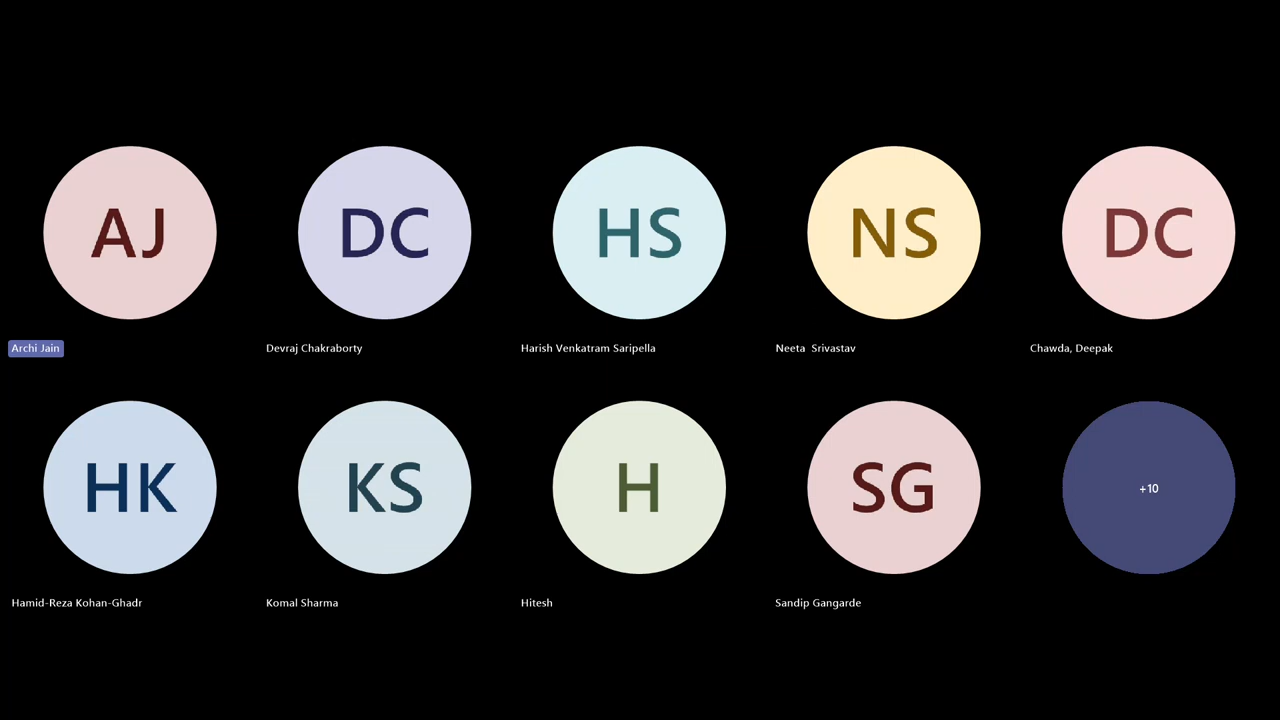 AJ
DC
HS
NS
DC
Archi Jain
Devraj Chakraborty
Harish Venkatram Saripella
Neeta  Srivastav
Chawda, Deepak
HK
KS
H
SG
+10
Hamid-Reza Kohan-Ghadr
Komal Sharma
Hitesh
Sandip Gangarde